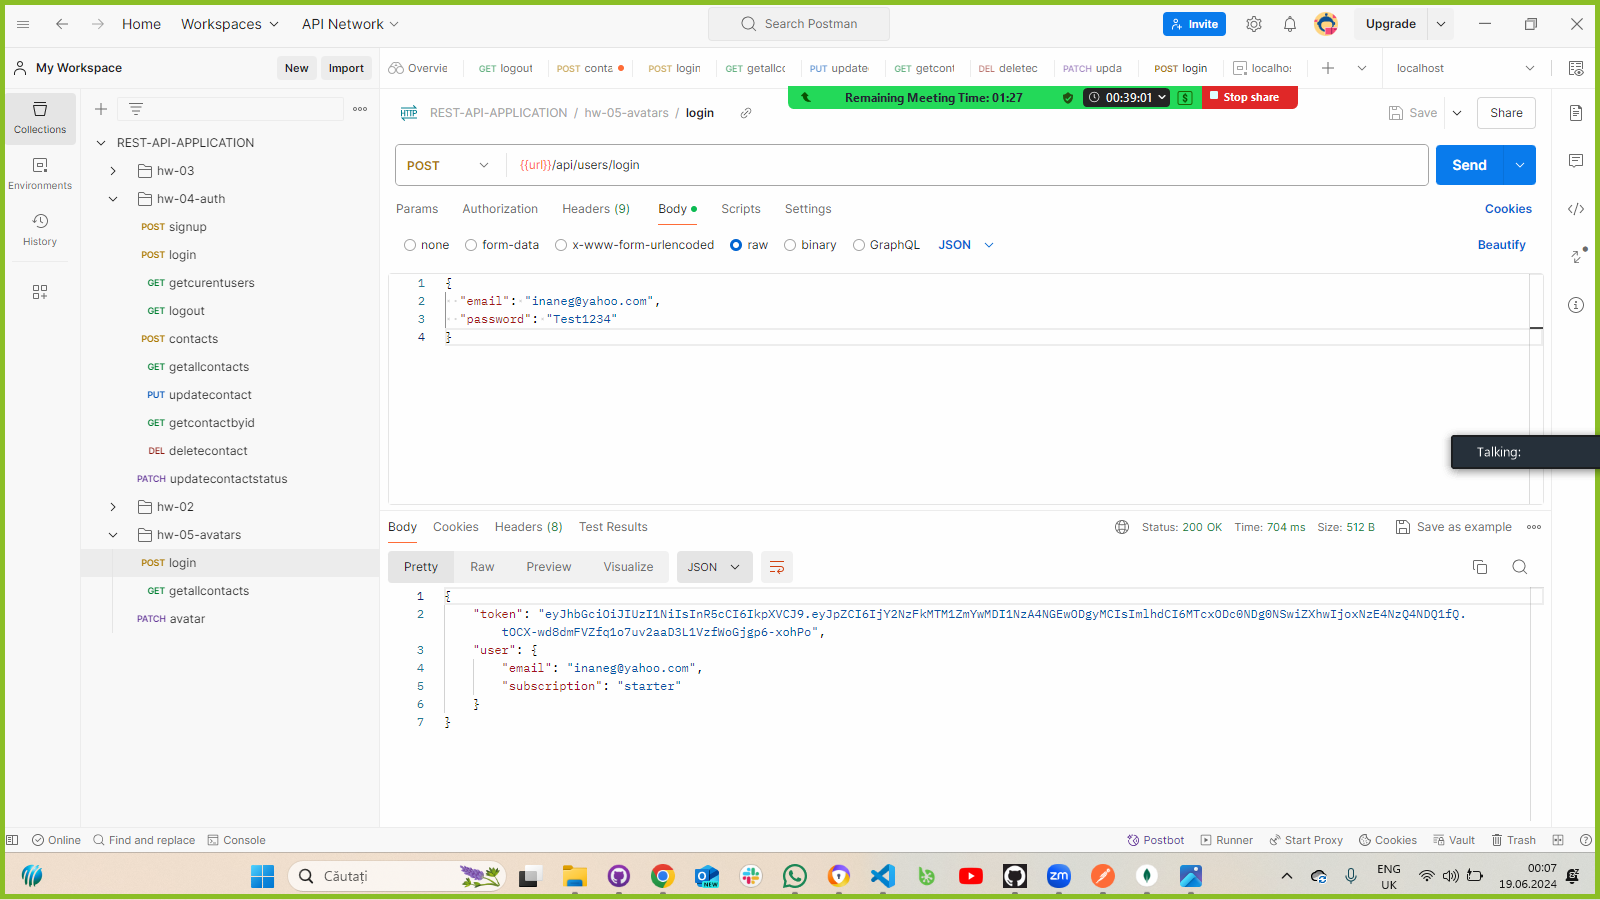 Home Workspaces API Network Search Postman Invite Upgrade
My Workspace New Import Overvie GET logout POST conta POST login GET getallcc PUT update GET getcont DEL deletec PATCH upda POST login localhos localhost
Remaining Meeting Time: 01:27 00:39:01 $ Stop share
Collections
Environments
History
REST-API-APPLICATION
hw-03
hw-04-auth
POST signup
POST login
GET getcurentusers
GET logout
POST contacts
GET getallcontacts
PUT updatecontact
GET getcontactbyid
DEL deletecontact
PATCH updatecontactstatus
hw-02
hw-05-avatars
POST login
GET getallcontacts
PATCH avatar
HTTP REST-API-APPLICATION / hw-05-avatars / login Save Share
POST {{url}}/api/users/login Send
Params Authorization Headers (9) Body Scripts Settings Cookies
none form-data x-www-form-urlencoded raw binary GraphQL JSON Beautify
1 {
2 "email": "inaneg@yahoo.com",
3 "password": "Test1234"
4 }
Talking:
Body Cookies Headers (8) Test Results Status: 200 OK Time: 704 ms Size: 512 B Save as example
Pretty Raw Preview Visualize JSON
1 {
2 "token": "eyJhbGciOiJIUzI1NiIsInR5cCI6IkpXVCJ9.eyJpZCI6IjY2NzFkMTM1ZmYwMDI1NzA4NGEwODgyMCIsImlhdCI6MTcxODc0NDg0NSwiZXhwIjoxNzE4NzQ4NDQ1fQ.
tOCX-wd8dmFVZfq1o7uv2aaD3L1VzfWoGjgp6-xohPo",
3 "user": {
4 "email": "inaneg@yahoo.com",
5 "subscription": "starter"
6 }
7 }
Online Find and replace Console Postbot Runner Start Proxy Cookies Vault Trash
Căutați NEW zm ENG UK 00:07 19.06.2024